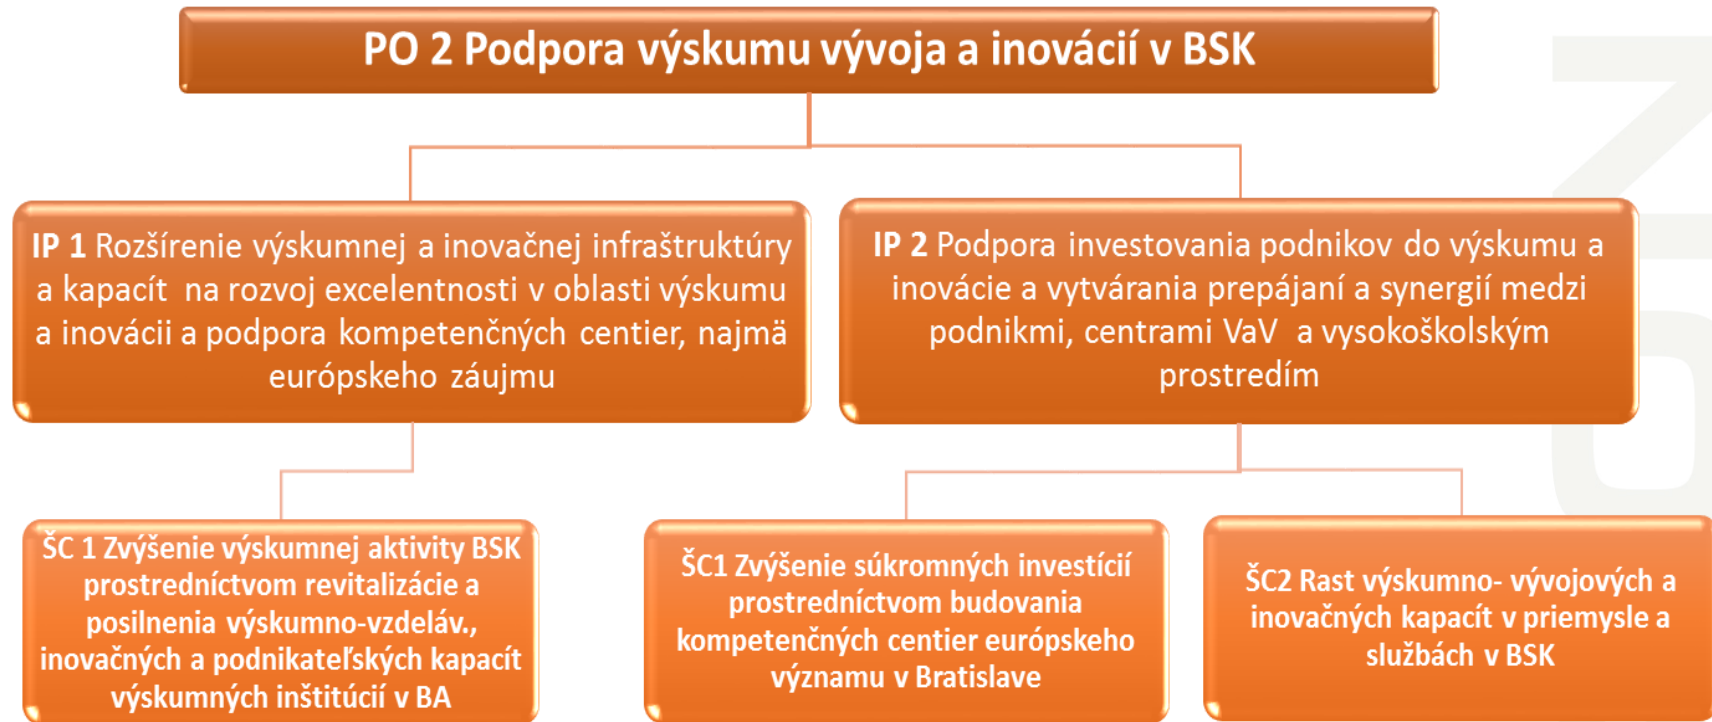 PO 2 Podpora výskumu vývoja a inovácií v BSK
IP 1 Rozšírenie výskumnej a inovačnej infraštruktúry
a kapacít na rozvoj excelentnosti v oblasti výskumu
a inovácii a podpora kompetenčných centier, najmä
európskeho záujmu
IP 2 Podpora investovania podnikov do výskumu a
inovácie a vytvárania prepájaní a synergií medzi
podnikmi, centrami VaV a vysokoškolským
prostredím
ŠC 1 Zvýšenie výskumnej aktivity BSK
prostredníctvom revitalizácie a
posilnenia výskumno-vzdeláv.,
inovačných a podnikateľských kapacít
výskumných inštitúcií v BA
ŠC1 Zvýšenie súkromných investícií
prostredníctvom budovania
kompetenčných centier európskeho
významu v Bratislave
ŠC2 Rast výskumno- vývojových a
inovačných kapacít v priemysle a
službách v BSK